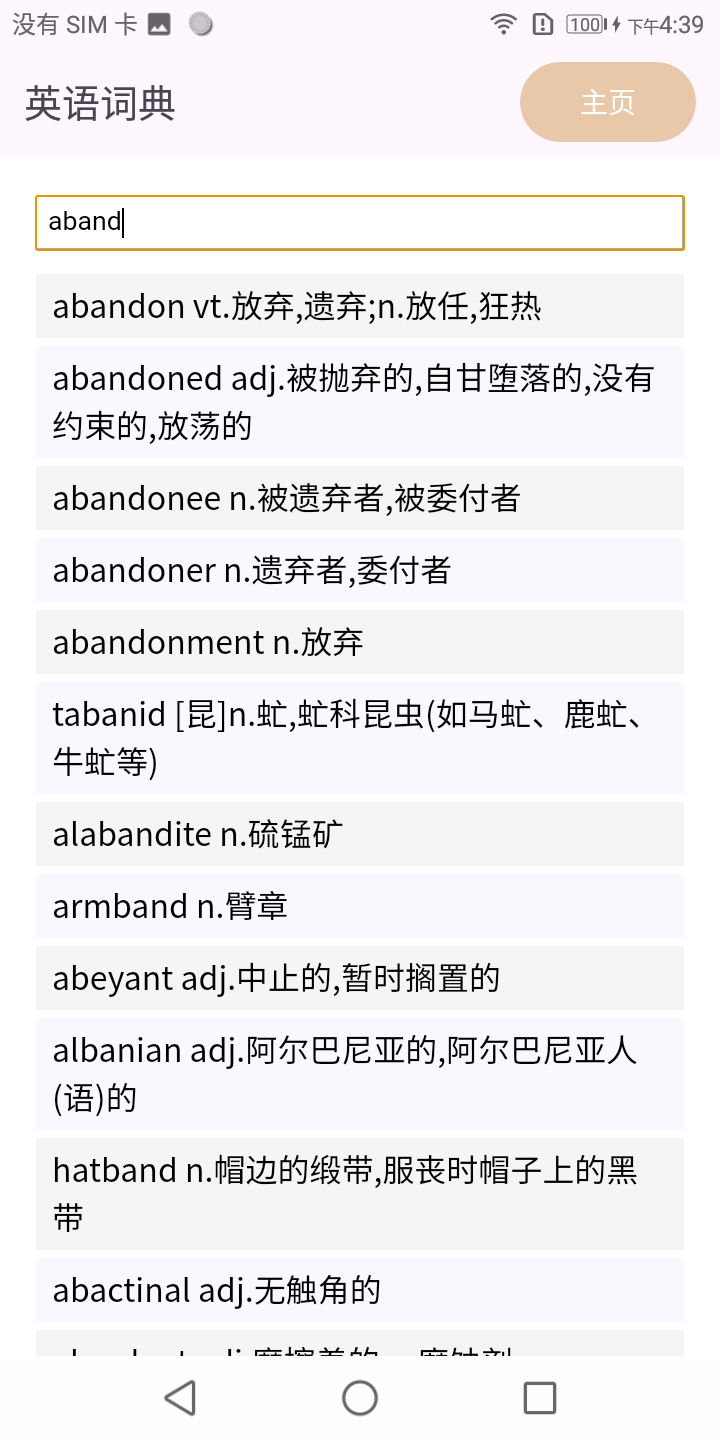 没有 SIM 卡
100 下午4:39
英语词典
主页
aband
abandon vt.放弃,遗弃;n.放任,狂热
abandoned adj.被抛弃的,自甘堕落的,没有
约束的,放荡的
abandonee n.被遗弃者,被委付者
abandoner n.遗弃者,委付者
abandonment n.放弃
tabanid [昆]n.虻,虻科昆虫(如马虻、鹿虻、
牛虻等)
alabandite n.硫锰矿
armband n.臂章
abeyant adj.中止的,暂时搁置的
albanian adj.阿尔巴尼亚的,阿尔巴尼亚人
(语)的
hatband n.帽边的缎带,服丧时帽子上的黑
带
abactinal adj.无触角的